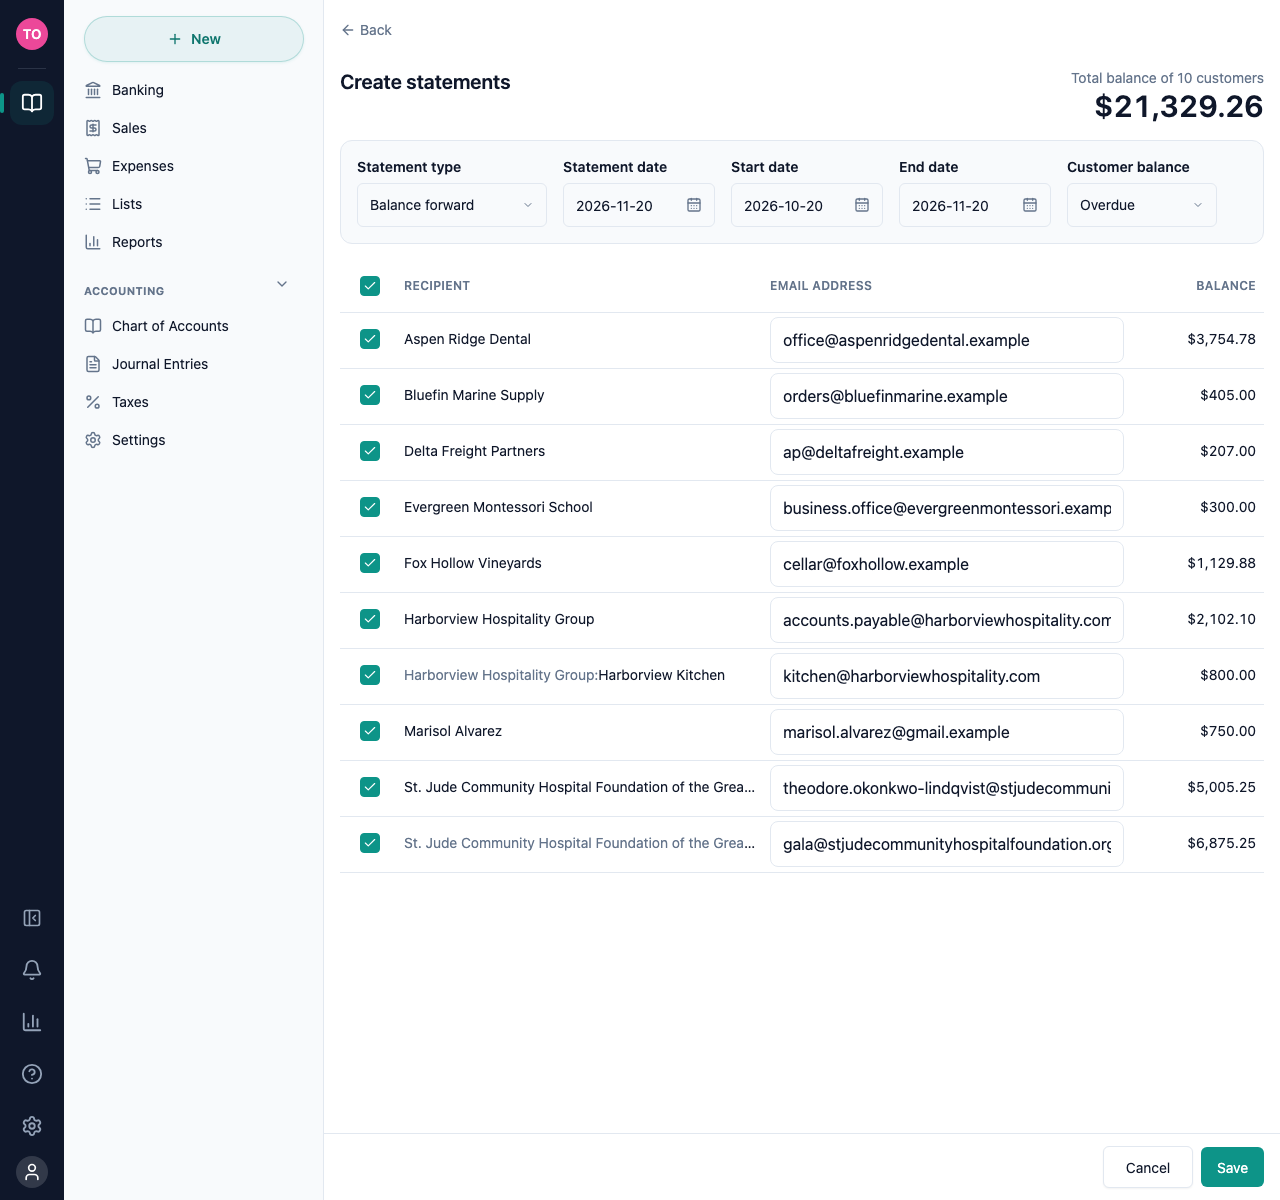 TO
New
Banking
Sales
Expenses
Lists
Reports
ACCOUNTING
Chart of Accounts
Journal Entries
Taxes
Settings
Back
Create statements
Total balance of 10 customers
$21,329.26
Statement type
Statement date
Start date
End date
Customer balance
Balance forward
2026-11-20
2026-10-20
2026-11-20
Overdue
RECIPIENT EMAIL ADDRESS BALANCE
Aspen Ridge Dental office@aspenridgedental.example $3,754.78
Bluefin Marine Supply orders@bluefinmarine.example $405.00
Delta Freight Partners ap@deltafreight.example $207.00
Evergreen Montessori School business.office@evergreenmontessori.examp $300.00
Fox Hollow Vineyards cellar@foxhollow.example $1,129.88
Harborview Hospitality Group accounts.payable@harborviewhospitality.com $2,102.10
Harborview Hospitality Group:Harborview Kitchen kitchen@harborviewhospitality.com $800.00
Marisol Alvarez marisol.alvarez@gmail.example $750.00
St. Jude Community Hospital Foundation of the Grea... theodore.okonkwo-lindqvist@stjudecommuni $5,005.25
St. Jude Community Hospital Foundation of the Grea... gala@stjudecommunityhospitalfoundation.org $6,875.25
Cancel
Save